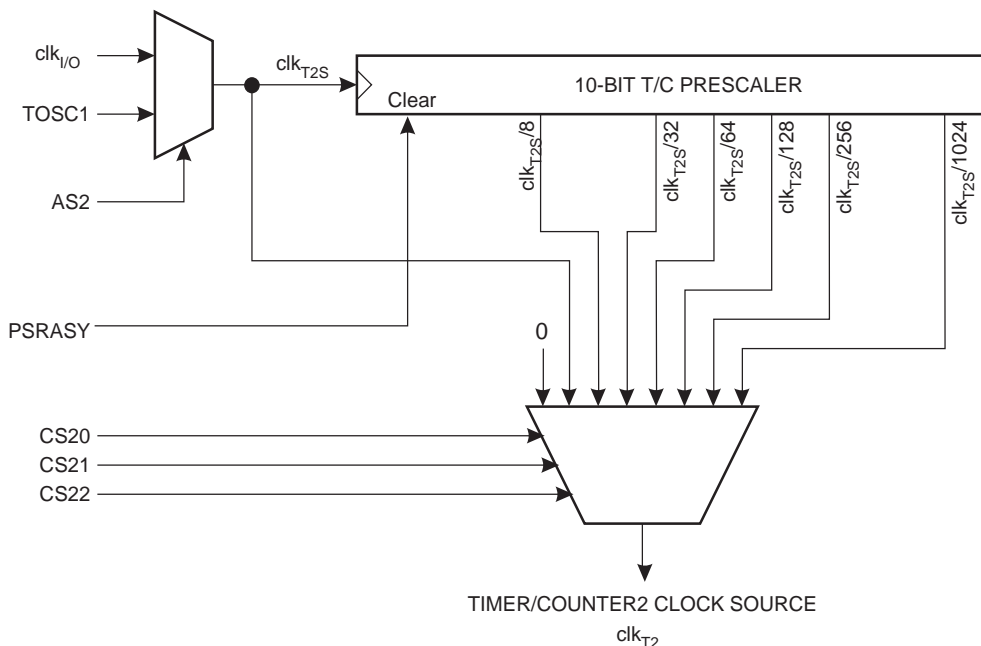 clkI/O
clkT2S
10-BIT T/C PRESCALER
TOSC1
Clear
clkT2S/8
clkT2S/32
clkT2S/64
clkT2S/128
clkT2S/256
clkT2S/1024
AS2
PSRASY
0
CS20
CS21
CS22
TIMER/COUNTER2 CLOCK SOURCE
clkT2